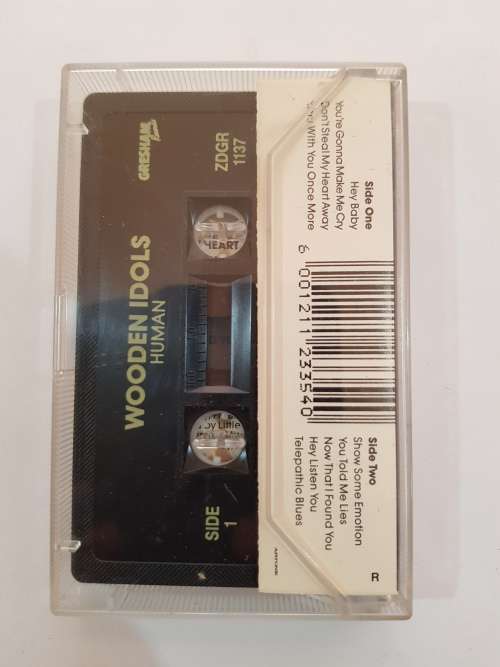 GRESHAM
ZDGR
1137
WOODEN IDOLS
HUMAN
SIDE
1
HEART
by Little
Side One
Hey Baby
You're Gonna Make Me Cry
Don't Steal My Heart Away
With You Once More
6 001211 233540
Side Two
Show Some Emotion
You Told Me Lies
Now That I Found You
Hey Listen You
Telepathic Blues
R